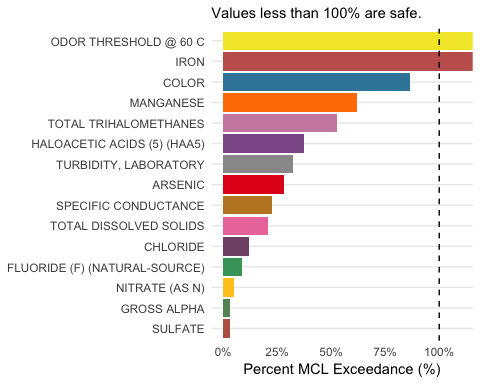 Values less than 100% are safe.
ODOR THRESHOLD @ 60 C
IRON
COLOR
MANGANESE
TOTAL TRIHALOMETHANES
HALOACETIC ACIDS (5) (HAA5)
TURBIDITY, LABORATORY
ARSENIC
SPECIFIC CONDUCTANCE
TOTAL DISSOLVED SOLIDS
CHLORIDE
FLUORIDE (F) (NATURAL-SOURCE)
NITRATE (AS N)
GROSS ALPHA
SULFATE
0% 25% 50% 75% 100%
Percent MCL Exceedance (%)